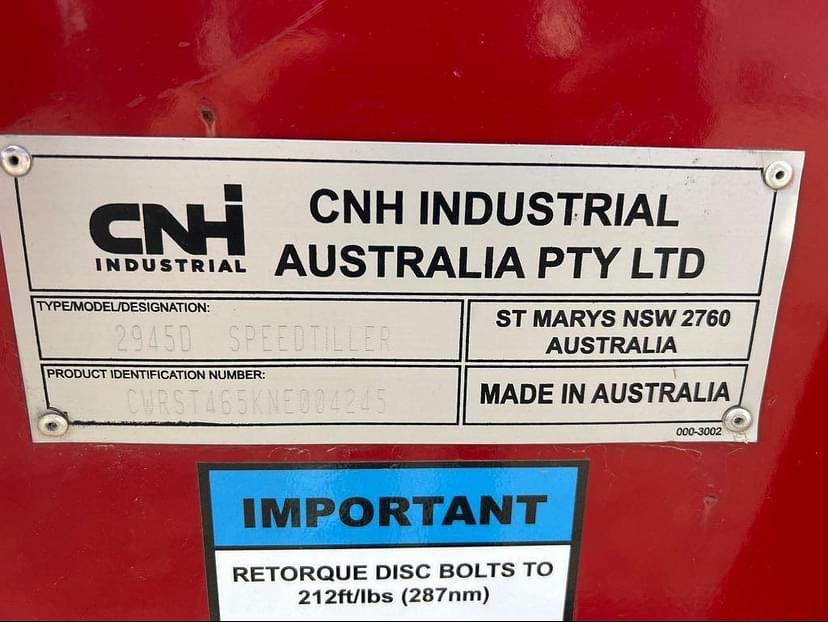 CNHi
INDUSTRIAL
CNH INDUSTRIAL
AUSTRALIA PTY LTD
TYPE/MODEL/DESIGNATION:
2945D SPEEDTILLER
ST MARYS NSW 2760
AUSTRALIA
PRODUCT IDENTIFICATION NUMBER:
CWRST465KNE004245
MADE IN AUSTRALIA
000-3002
IMPORTANT
RETORQUE DISC BOLTS TO
212ft/lbs (287nm)